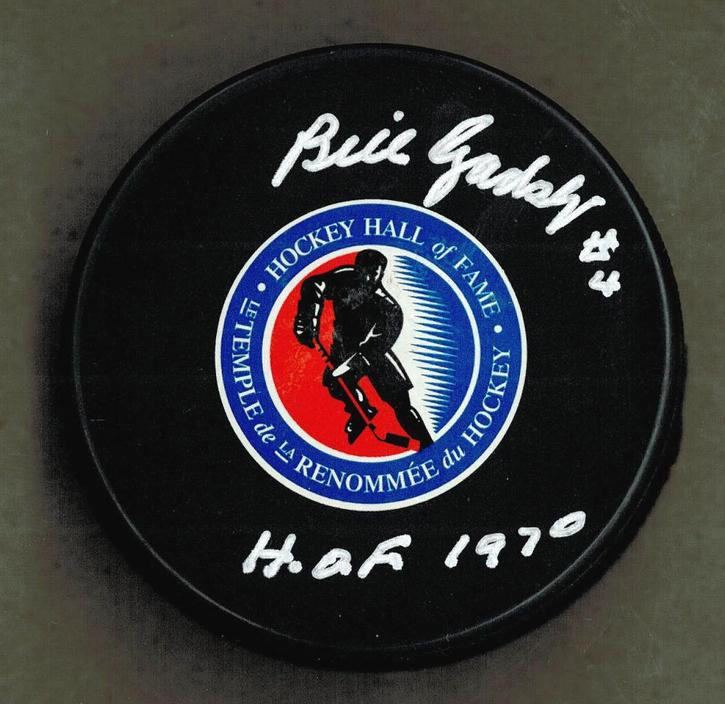 Bill Gadsby
#4
HOCKEY HALL of FAME
LE TEMPLE de LA RENOMMÉE du HOCKEY
H.o.F. 1970